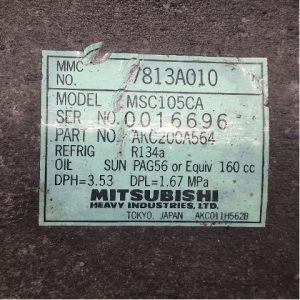 MMC
NO. 7813A010
MODEL MSC105CA
SER NO. 0016696
PART NO. AKC200A564
REFRIG R134a
OIL SUN PAG56 or Equiv 160 cc
DPH=3.53 DPL=1.67 MPa
MITSUBISHI
HEAVY INDUSTRIES, LTD.
TOKYO, JAPAN AKC011H562B